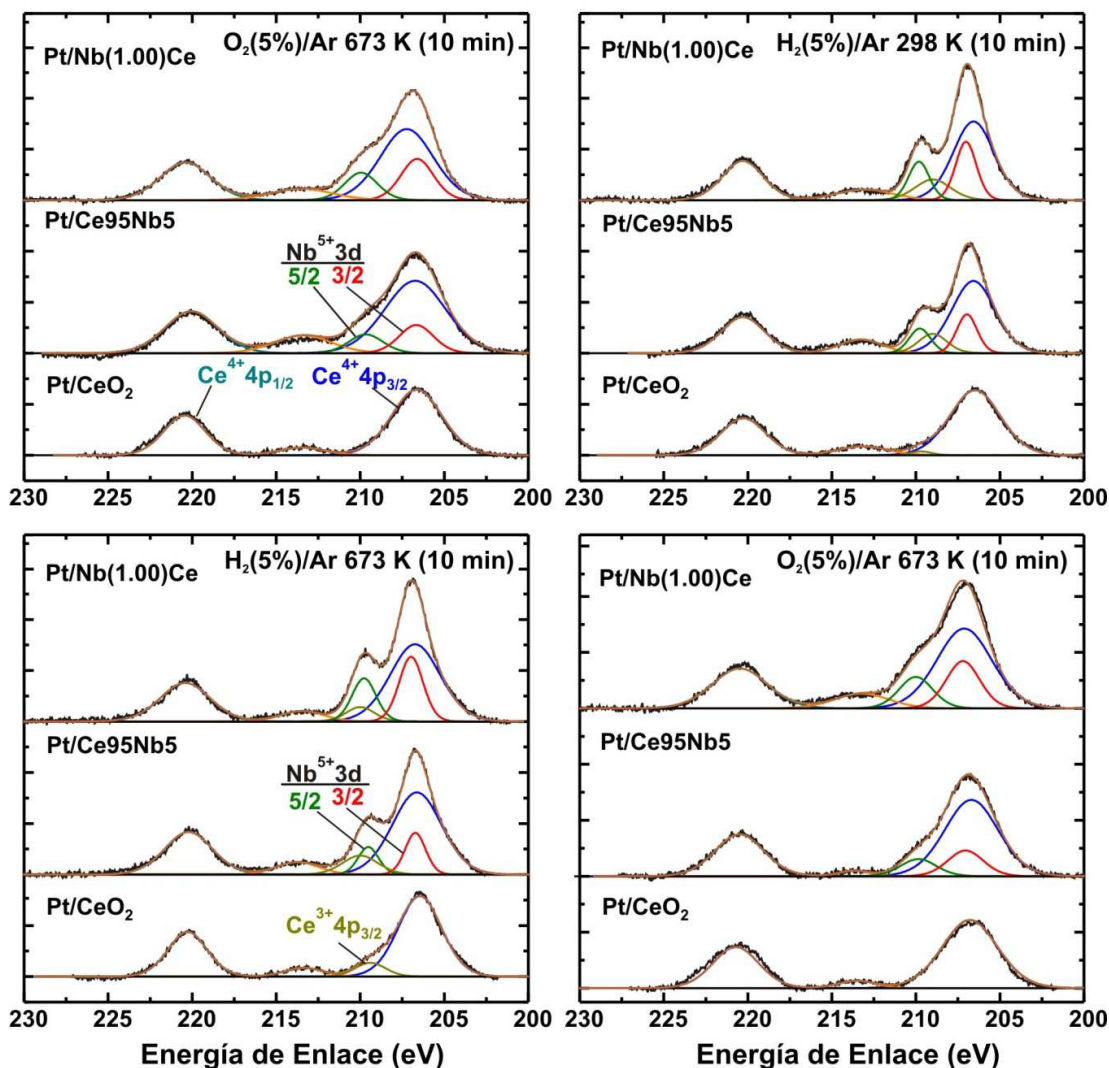 O₂(5%)/Ar 673 K (10 min)
Pt/Nb(1.00)Ce
Pt/Ce95Nb5
Nb⁵⁺3d
5/2 3/2
Pt/CeO₂
Ce⁴⁺4p₁/₂ Ce⁴⁺4p₃/₂
230 225 220 215 210 205 200
H₂(5%)/Ar 298 K (10 min)
Pt/Nb(1.00)Ce
Pt/Ce95Nb5
Pt/CeO₂
230 225 220 215 210 205 200
H₂(5%)/Ar 673 K (10 min)
Pt/Nb(1.00)Ce
Pt/Ce95Nb5
Nb⁵⁺3d
5/2 3/2
Pt/CeO₂
Ce³⁺4p₃/₂
230 225 220 215 210 205 200
Energía de Enlace (eV)
O₂(5%)/Ar 673 K (10 min)
Pt/Nb(1.00)Ce
Pt/Ce95Nb5
Pt/CeO₂
230 225 220 215 210 205 200
Energía de Enlace (eV)